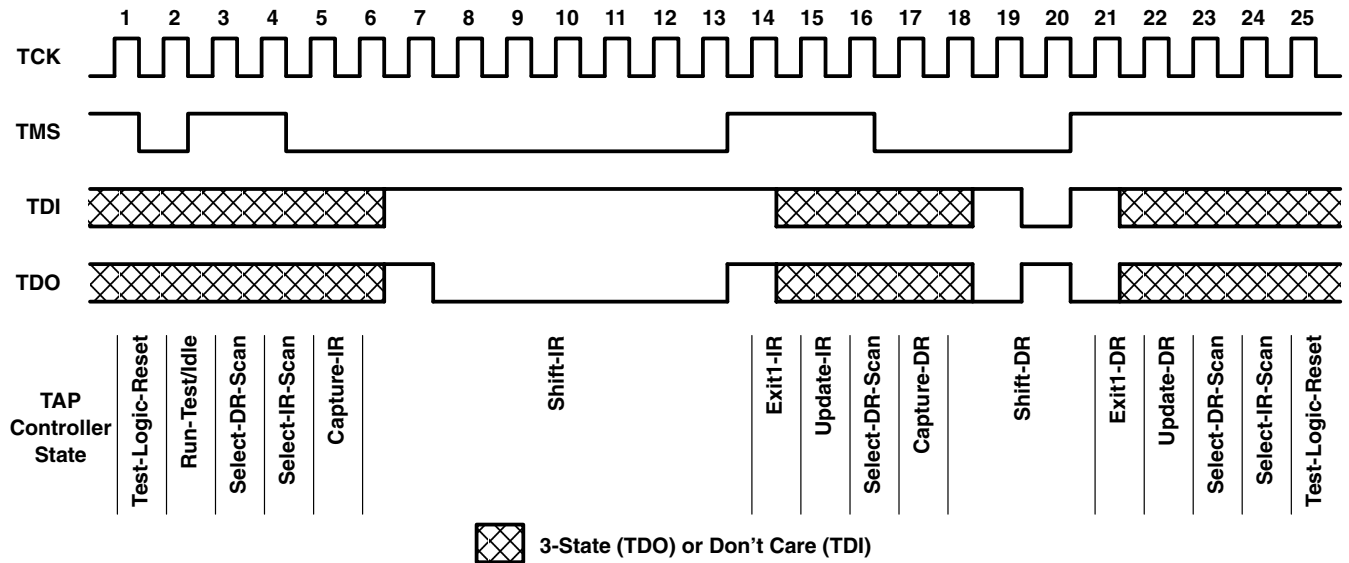 1 2 3 4 5 6 7 8 9 10 11 12 13 14 15 16 17 18 19 20 21 22 23 24 25
TCK
TMS
TDI
TDO
TAP
Controller
State
Test-Logic-Reset
Run-Test/Idle
Select-DR-Scan
Select-IR-Scan
Capture-IR
Shift-IR
Exit1-IR
Update-IR
Select-DR-Scan
Capture-DR
Shift-DR
Exit1-DR
Update-DR
Select-DR-Scan
Select-IR-Scan
Test-Logic-Reset
3-State (TDO) or Don’t Care (TDI)